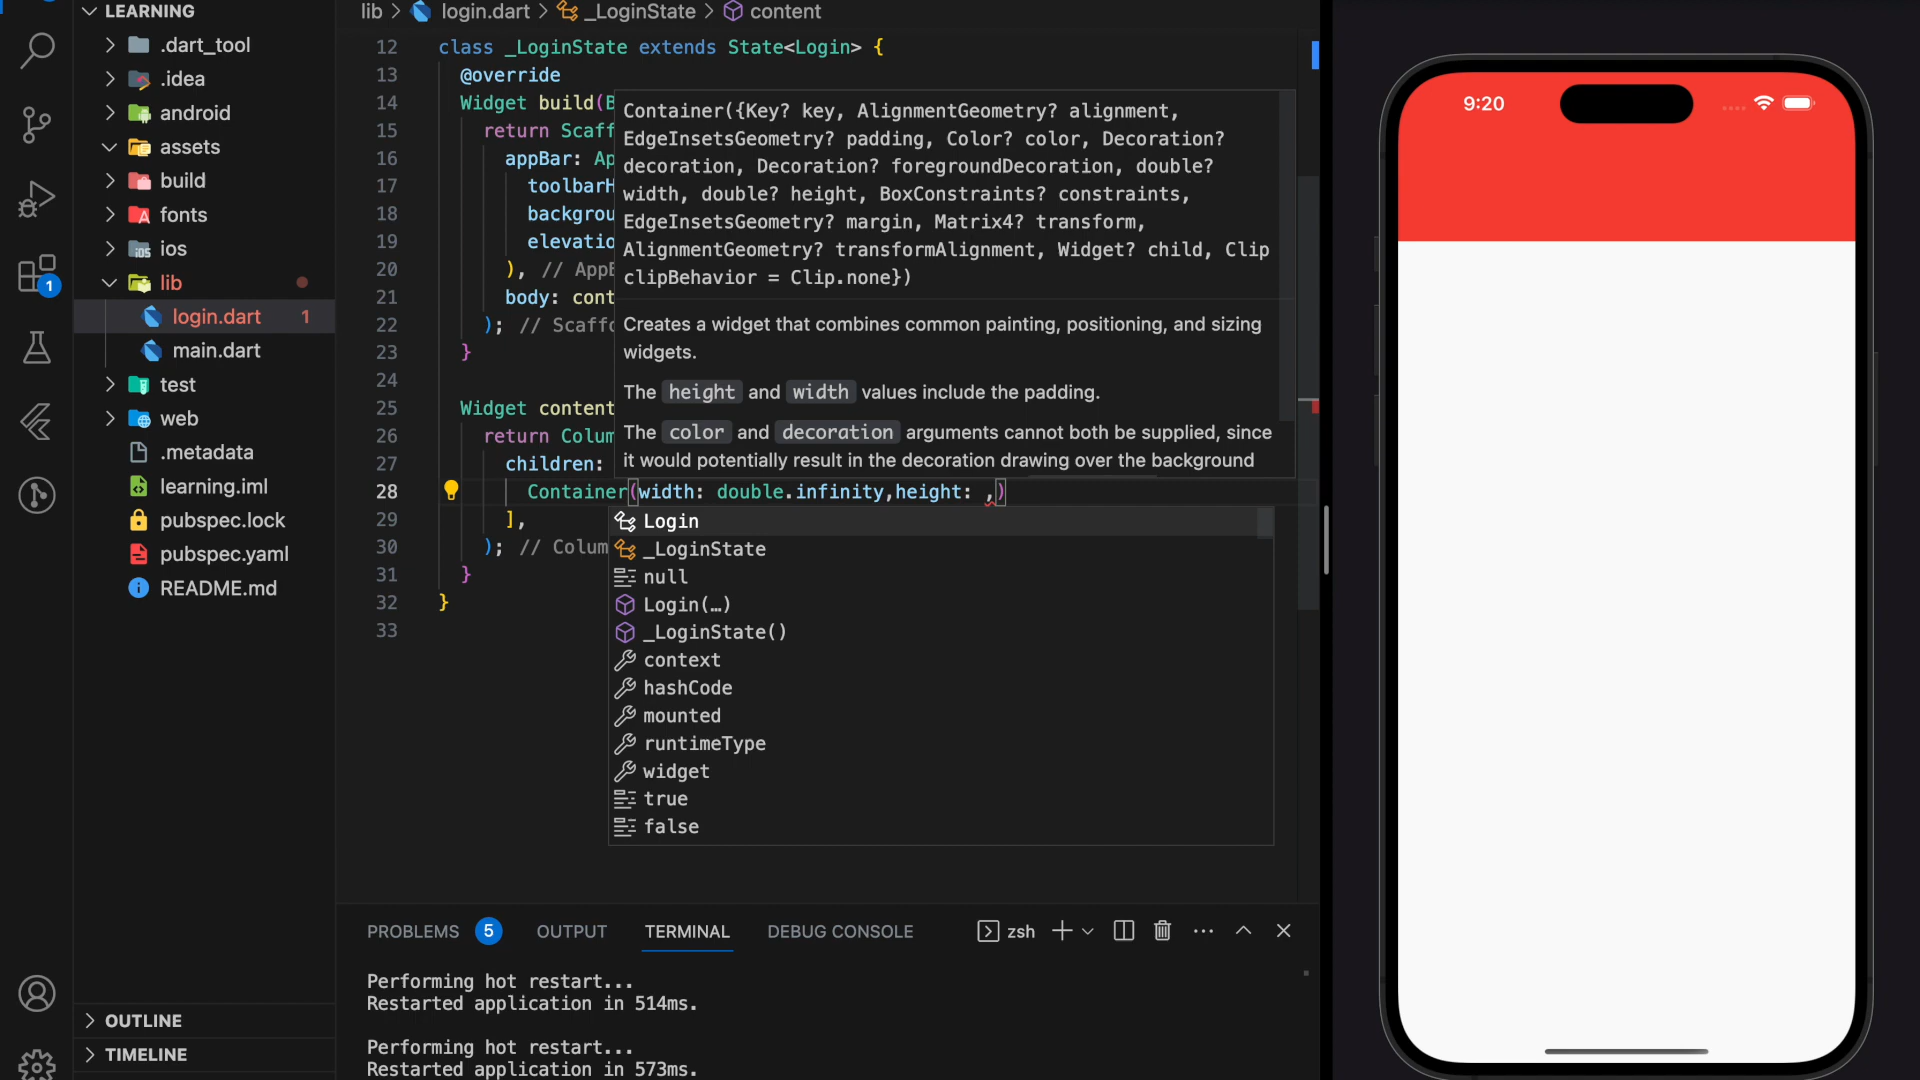 LEARNING
.dart_tool
.idea
android
assets
build
fonts
ios
lib
login.dart 1
main.dart
test
web
.metadata
learning.iml
pubspec.lock
pubspec.yaml
README.md
OUTLINE
TIMELINE
1
lib > login.dart > _LoginState > content
12 class _LoginState extends State<Login> {
13 @override
14 Widget build(B
15 return Scaff
16 appBar: Ap
17 toolbarH
18 backgrou
19 elevatio
20 ), // AppB
21 body: cont
22 ); // Scaffo
23 }
24
25 Widget content
26 return Colum
27 children:
28 Container(width: double.infinity,height: ,)
29 ],
30 ); // Colum
31 }
32 }
33
Container({Key? key, AlignmentGeometry? alignment,
EdgeInsetsGeometry? padding, Color? color, Decoration?
decoration, Decoration? foregroundDecoration, double?
width, double? height, BoxConstraints? constraints,
EdgeInsetsGeometry? margin, Matrix4? transform,
AlignmentGeometry? transformAlignment, Widget? child, Clip
clipBehavior = Clip.none})
Creates a widget that combines common painting, positioning, and sizing
widgets.
The height and width values include the padding.
The color and decoration arguments cannot both be supplied, since
it would potentially result in the decoration drawing over the background
Login
_LoginState
null
Login(…)
_LoginState()
context
hashCode
mounted
runtimeType
widget
true
false
PROBLEMS 5 OUTPUT TERMINAL DEBUG CONSOLE zsh
Performing hot restart...
Restarted application in 514ms.
Performing hot restart...
Restarted application in 573ms.
9:20